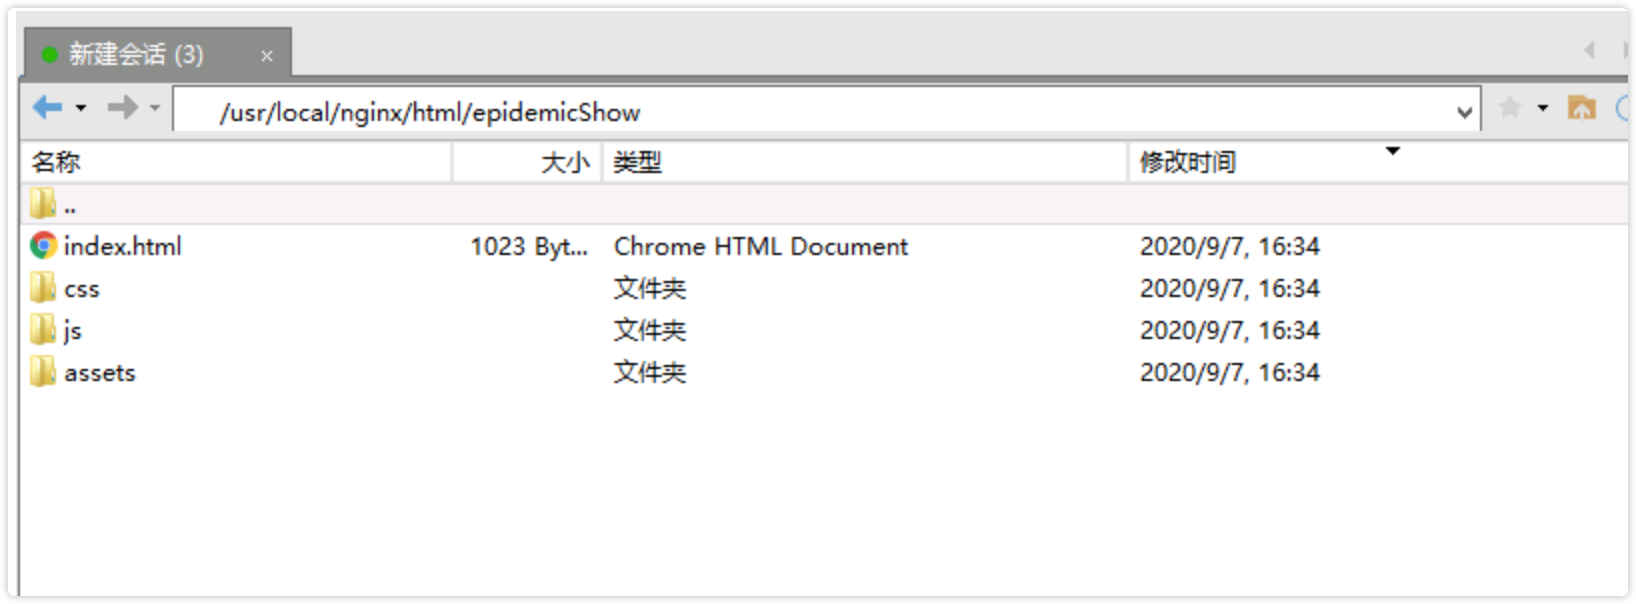 新建会话 (3) ×
/usr/local/nginx/html/epidemicShow
名称 大小 类型 修改时间
..
index.html 1023 Byt... Chrome HTML Document 2020/9/7, 16:34
css 文件夹 2020/9/7, 16:34
js 文件夹 2020/9/7, 16:34
assets 文件夹 2020/9/7, 16:34